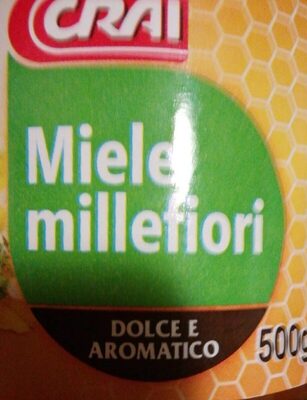 CRAI
Miele
millefiori
DOLCE E
AROMATICO
500g